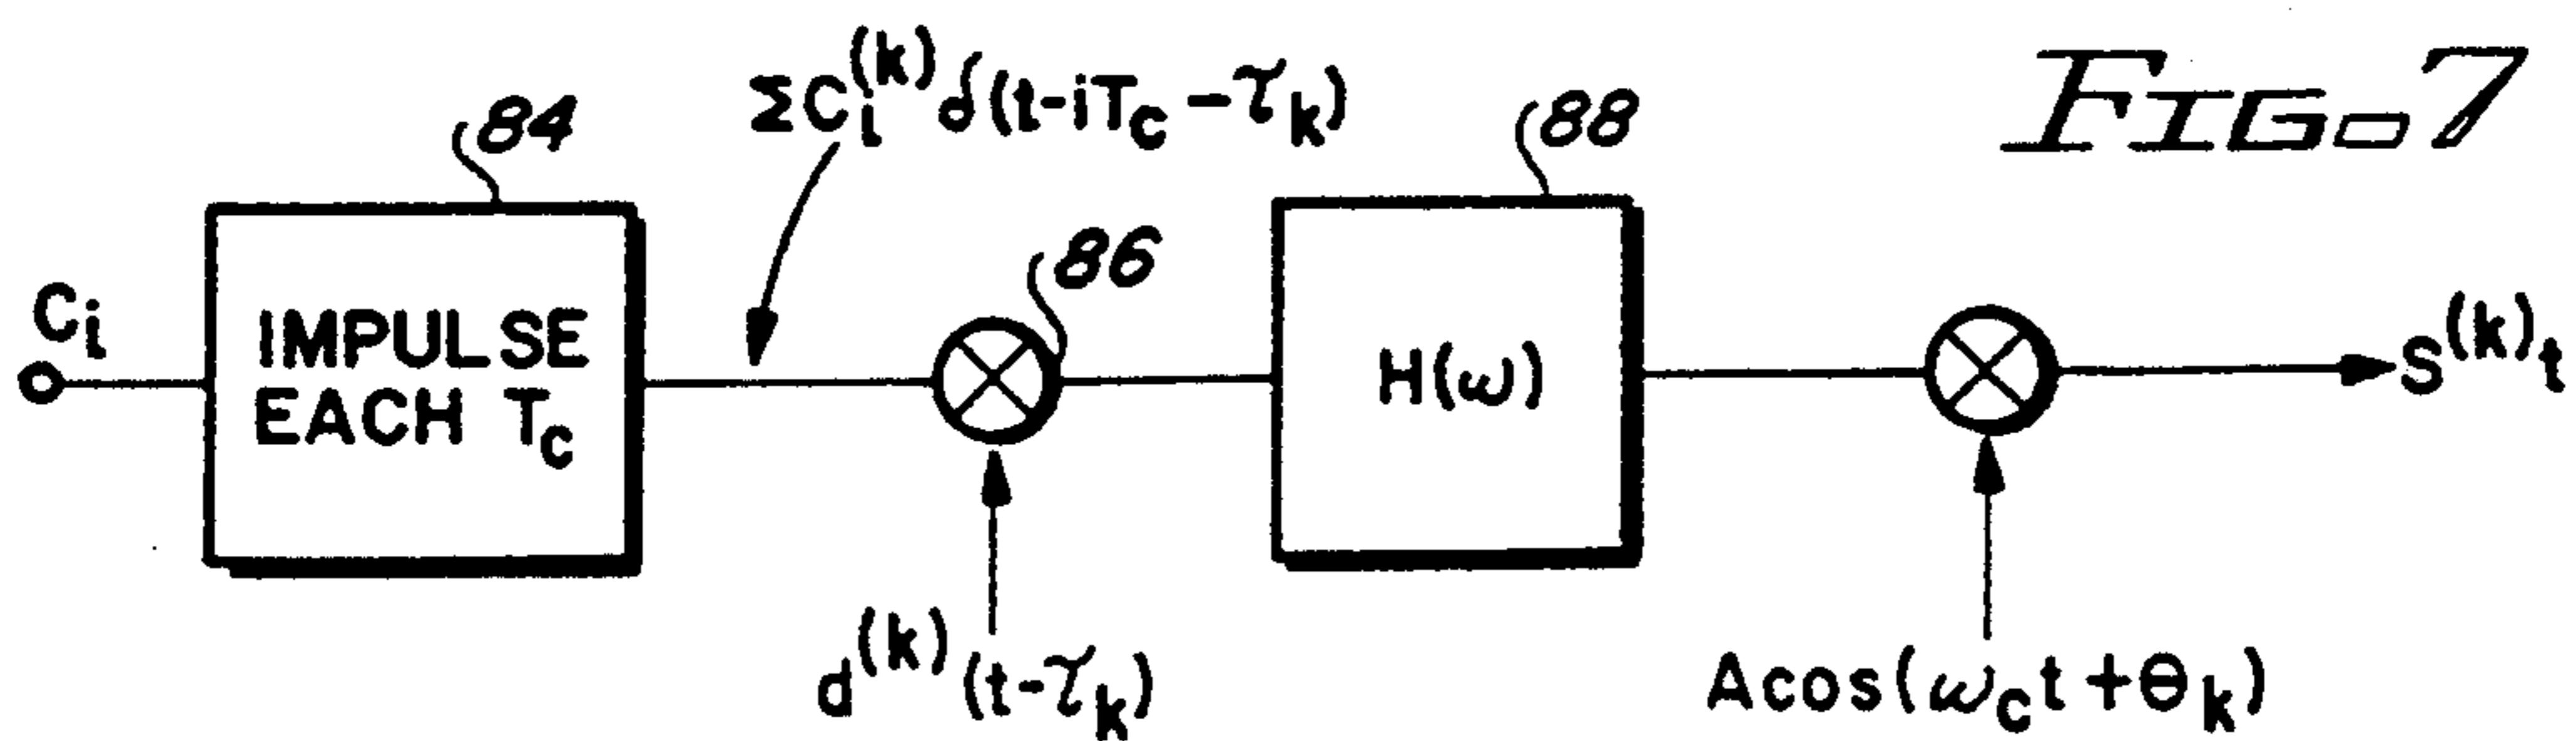 FIG. 7
84
ΣC_i^(k) δ(t-iT_c-τ_k)
88
86
C_i
IMPULSE
EACH T_c
H(ω)
S^(k)_t
d^(k)(t-τ_k)
Acos(ω_c t+θ_k)